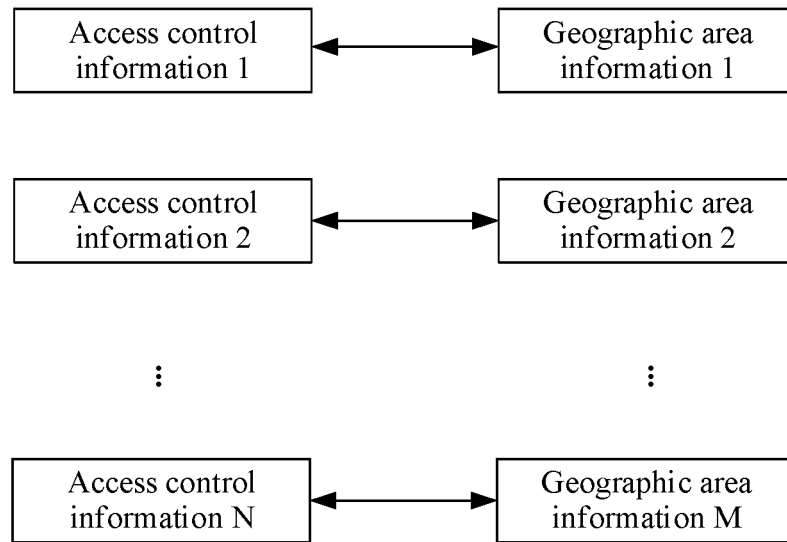 Access control
information 1
Geographic area
information 1
Access control
information 2
Geographic area
information 2
⋮
⋮
Access control
information N
Geographic area
information M